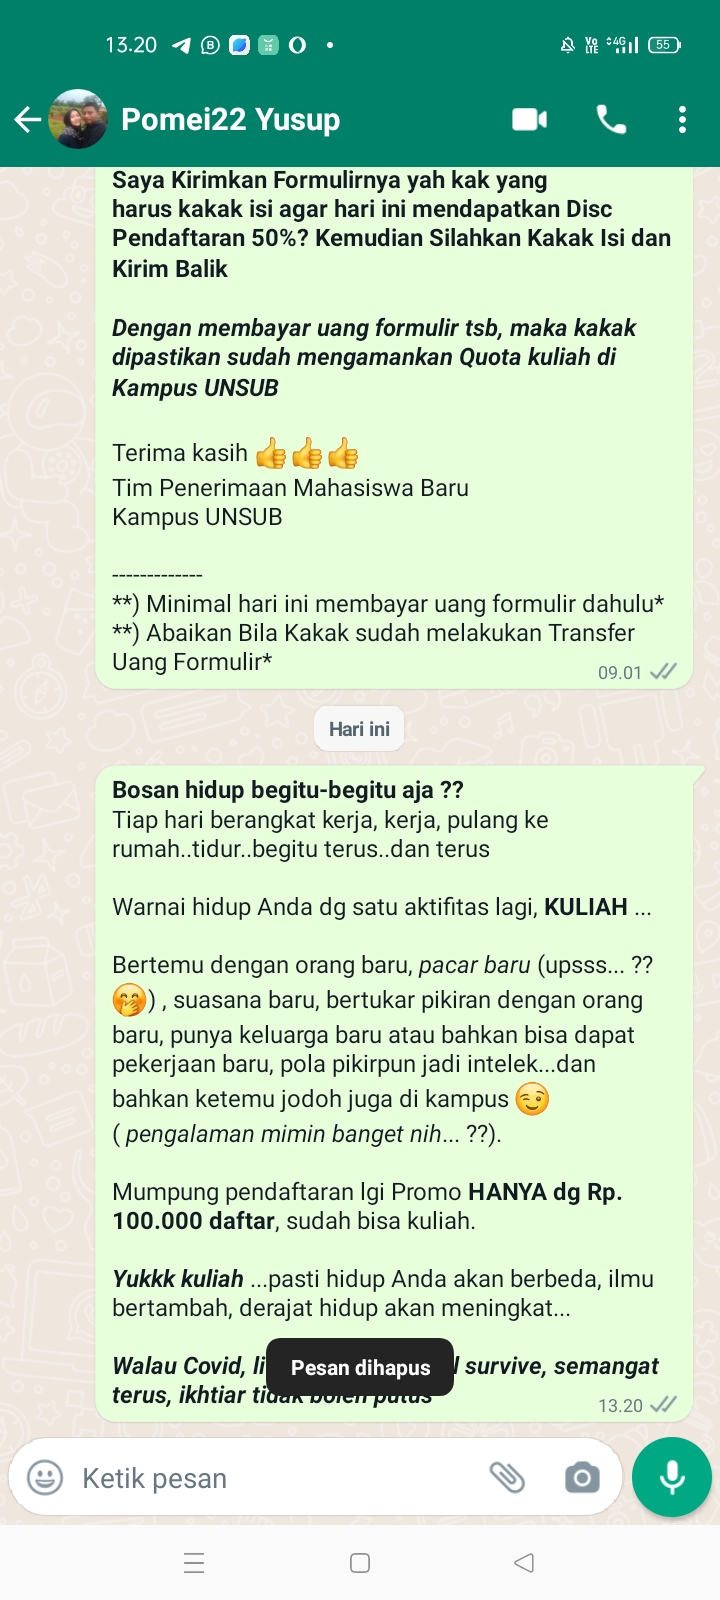 13.20
VoLTE 4G 55
Pomei22 Yusup
Saya Kirimkan Formulirnya yah kak yang
harus kakak isi agar hari ini mendapatkan Disc
Pendaftaran 50%? Kemudian Silahkan Kakak Isi dan
Kirim Balik
Dengan membayar uang formulir tsb, maka kakak
dipastikan sudah mengamankan Quota kuliah di
Kampus UNSUB
Terima kasih 👍👍👍
Tim Penerimaan Mahasiswa Baru
Kampus UNSUB
-------------
**) Minimal hari ini membayar uang formulir dahulu*
**) Abaikan Bila Kakak sudah melakukan Transfer
Uang Formulir*
09.01
Hari ini
Bosan hidup begitu-begitu aja ??
Tiap hari berangkat kerja, kerja, pulang ke
rumah..tidur..begitu terus..dan terus
Warnai hidup Anda dg satu aktifitas lagi, KULIAH ...
Bertemu dengan orang baru, pacar baru (upsss... ??
🤭) , suasana baru, bertukar pikiran dengan orang
baru, punya keluarga baru atau bahkan bisa dapat
pekerjaan baru, pola pikirpun jadi intelek...dan
bahkan ketemu jodoh juga di kampus 😉
( pengalaman mimin banget nih... ??).
Mumpung pendaftaran lgi Promo HANYA dg Rp.
100.000 daftar, sudah bisa kuliah.
Yukkk kuliah ...pasti hidup Anda akan berbeda, ilmu
bertambah, derajat hidup akan meningkat...
Walau Covid, survive, semangat
terus, ikhtiar tidak boleh putus
Pesan dihapus
13.20
Ketik pesan